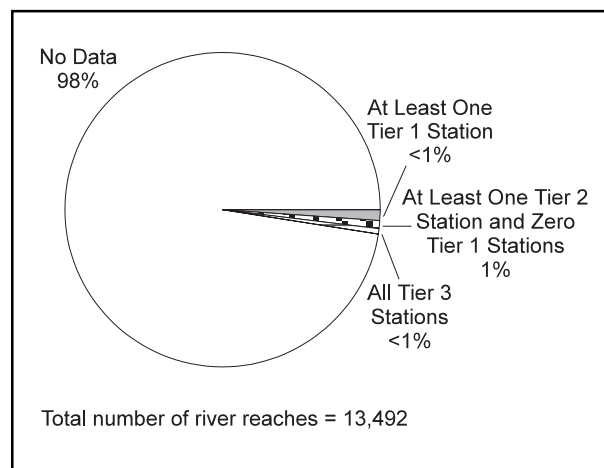 No Data
98%
At Least One
Tier 1 Station
<1%
At Least One Tier 2
Station and Zero
Tier 1 Stations
1%
All Tier 3
Stations
<1%
Total number of river reaches = 13,492